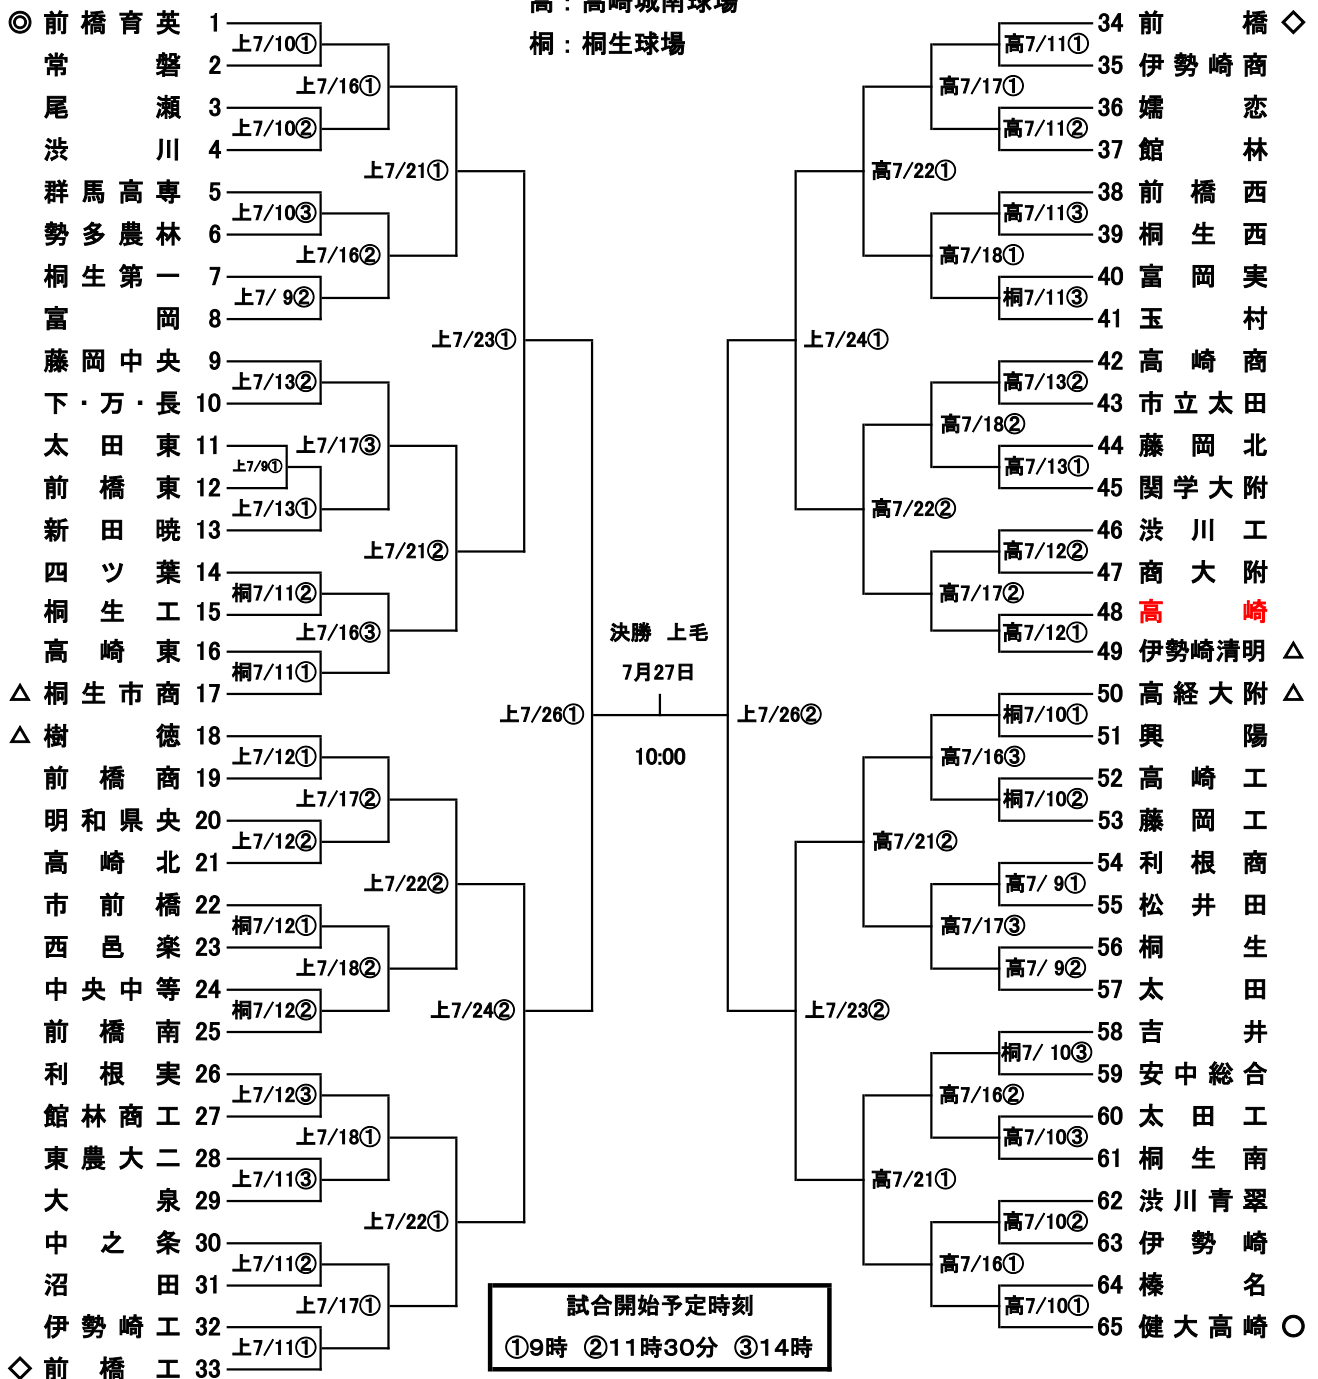 高：高崎城南球場
桐：桐生球場
◎ 前橋育英 1
常磐 2
尾瀬 3
渋川 4
群馬高専 5
勢多農林 6
桐生第一 7
富岡 8
藤岡中央 9
下・万・長 10
太田東 11
前橋東 12
新田暁 13
四ツ葉 14
桐生工 15
高崎東 16
△ 桐生市商 17
△ 樹徳 18
前橋商 19
明和県央 20
高崎北 21
市前橋 22
西邑楽 23
中央中等 24
前橋南 25
利根実 26
館林商工 27
東農大二 28
大泉 29
中之条 30
沼田 31
伊勢崎工 32
◇ 前橋工 33
上7/10①
上7/10②
上7/10③
上7/ 9②
上7/13②
上7/9①
上7/13①
桐7/11②
桐7/11①
上7/12①
上7/12②
桐7/12①
桐7/12②
上7/12③
上7/11③
上7/11②
上7/11①
上7/16①
上7/16②
上7/17③
上7/16③
上7/17②
上7/18②
上7/18①
上7/17①
上7/21①
上7/21②
上7/22②
上7/22①
上7/23①
上7/24②
上7/26①
決勝 上毛
7月27日
10:00
上7/26②
上7/24①
上7/23②
高7/22①
高7/22②
高7/21②
高7/21①
高7/17①
高7/18①
高7/18②
高7/17②
高7/16③
高7/17③
高7/16②
高7/16①
高7/11①
高7/11②
高7/11③
桐7/11③
高7/13②
高7/13①
高7/12②
高7/12①
桐7/10①
桐7/10②
高7/ 9①
高7/ 9②
桐7/ 10③
高7/10③
高7/10②
高7/10①
34 前橋 ◇
35 伊勢崎商
36 嬬恋
37 館林
38 前橋西
39 桐生西
40 富岡実
41 玉村
42 高崎商
43 市立太田
44 藤岡北
45 関学大附
46 渋川工
47 商大附
48 高崎
49 伊勢崎清明 △
50 高経大附 △
51 興陽
52 高崎工
53 藤岡工
54 利根商
55 松井田
56 桐生
57 太田
58 吉井
59 安中総合
60 太田工
61 桐生南
62 渋川青翠
63 伊勢崎
64 榛名
65 健大高崎 ○
試合開始予定時刻
①9時 ②11時30分 ③14時